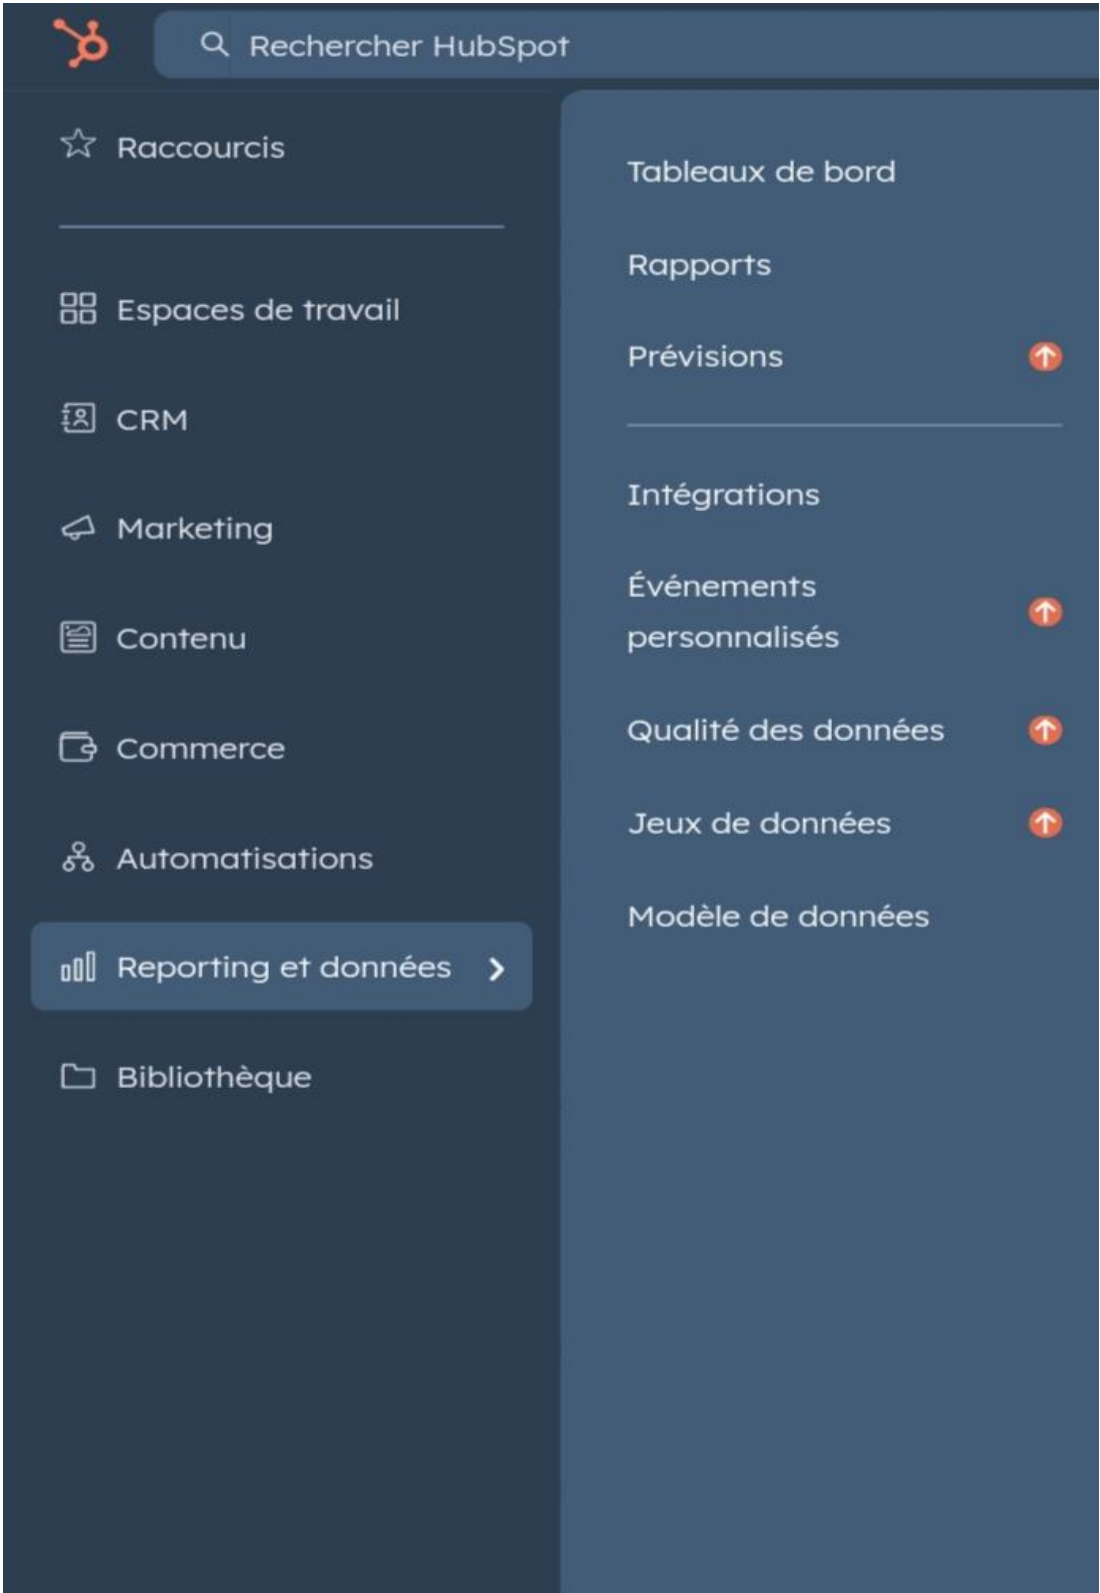 Rechercher HubSpot
Raccourcis
Espaces de travail
CRM
Marketing
Contenu
Commerce
Automatisations
Reporting et données
Bibliothèque
Tableaux de bord
Rapports
Prévisions
Intégrations
Événements
personnalisés
Qualité des données
Jeux de données
Modèle de données